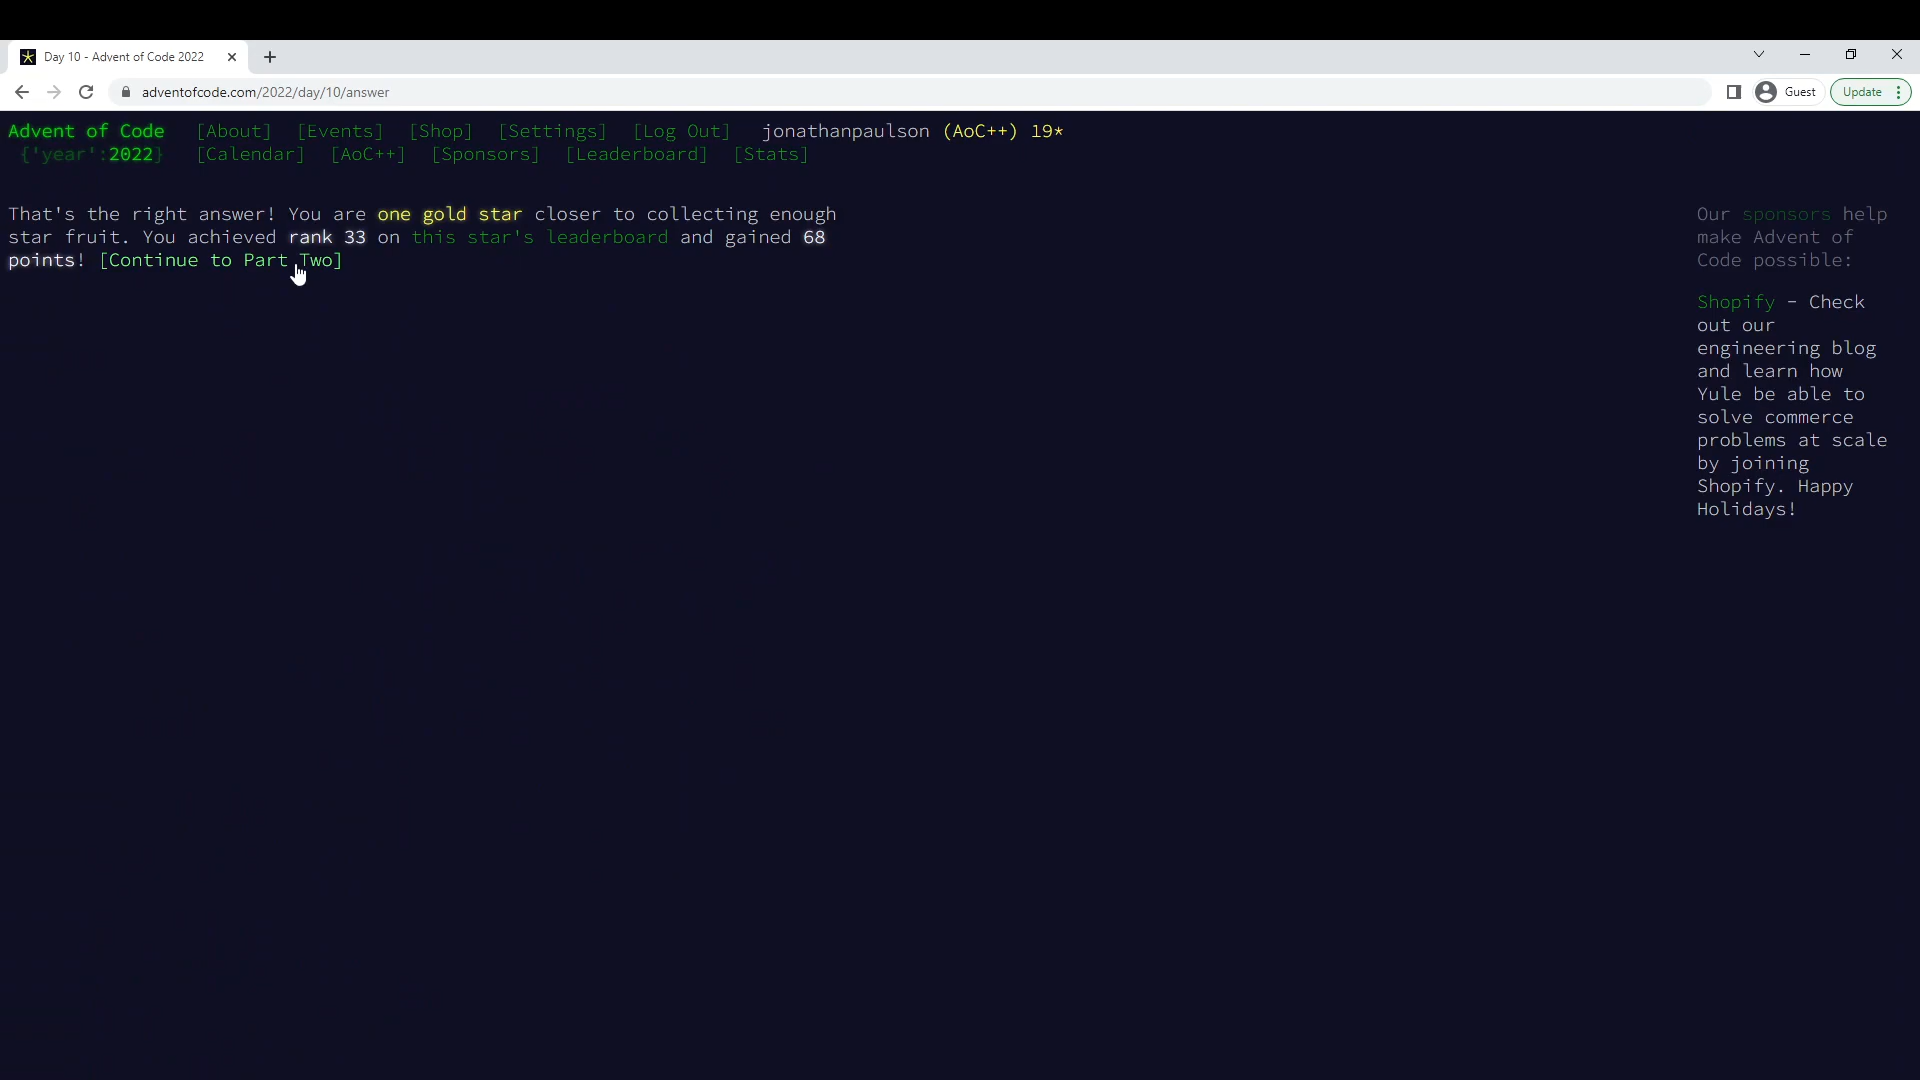 Day 10 - Advent of Code 2022
adventofcode.com/2022/day/10/answer
Guest
Update
Advent of Code [About] [Events] [Shop] [Settings] [Log Out] jonathanpaulson (AoC++) 19*
{'year':2022} [Calendar] [AoC++] [Sponsors] [Leaderboard] [Stats]
That's the right answer! You are one gold star closer to collecting enough
star fruit. You achieved rank 33 on this star's leaderboard and gained 68
points! [Continue to Part Two]
Our sponsors help
make Advent of
Code possible:
Shopify - Check
out our
engineering blog
and learn how
Yule be able to
solve commerce
problems at scale
by joining
Shopify. Happy
Holidays!